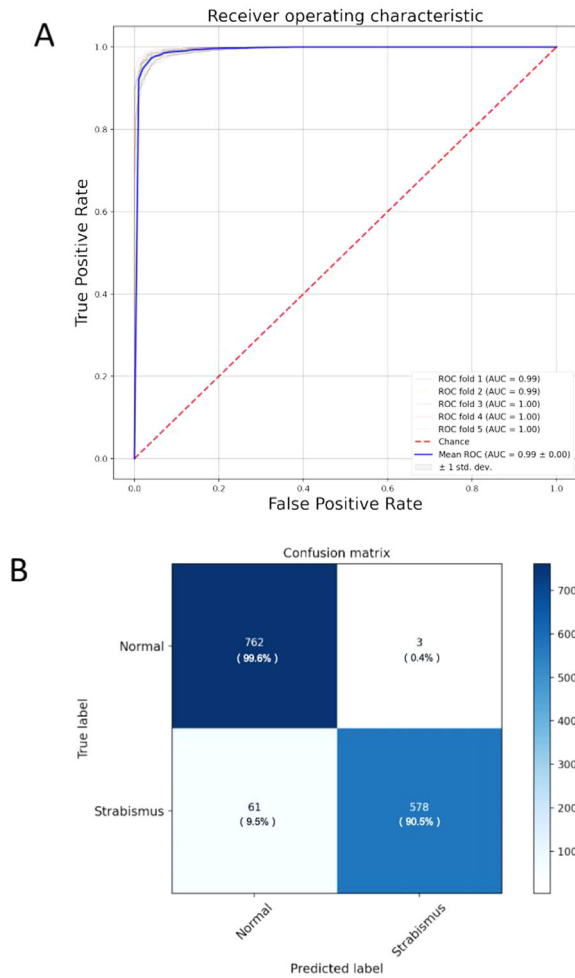 A
Receiver operating characteristic
1.0
0.8
0.6
0.4
0.2
0.0
True Positive Rate
0.0 0.2 0.4 0.6 0.8 1.0
False Positive Rate
ROC fold 1 (AUC = 0.99)
ROC fold 2 (AUC = 0.99)
ROC fold 3 (AUC = 1.00)
ROC fold 4 (AUC = 1.00)
ROC fold 5 (AUC = 1.00)
Chance
Mean ROC (AUC = 0.99 ± 0.00)
± 1 std. dev.
B
Confusion matrix
True label
Normal
762
( 99.6%)
3
( 0.4%)
Strabismus
61
( 9.5%)
578
( 90.5%)
Normal
Strabismus
Predicted label
700
600
500
400
300
200
100